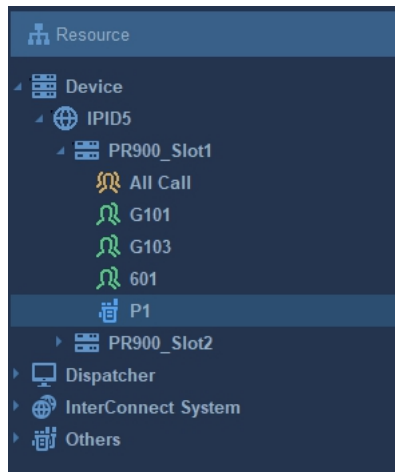 Resource
Device
IPID5
PR900_Slot1
All Call
G101
G103
601
P1
PR900_Slot2
Dispatcher
InterConnect System
Others